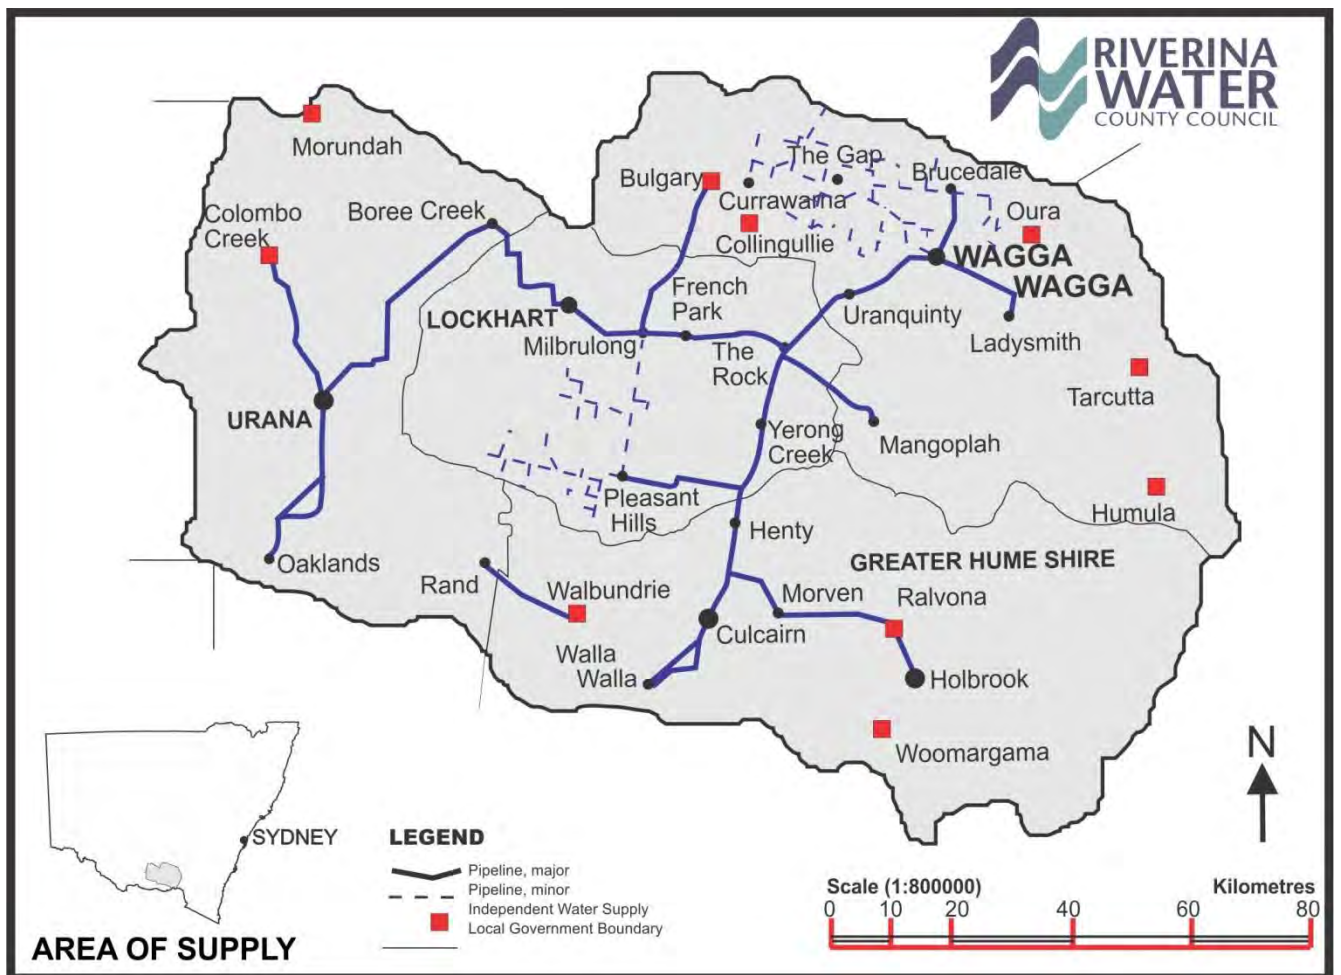 RIVERINA
WATER
COUNTY COUNCIL
Morundah
The Gap
Bulgary
Brucedale
Currawarna
Colombo
Creek
Boree Creek
Oura
Collingullie
WAGGA
WAGGA
French
Park
LOCKHART
Uranquinty
Milbrulong
The
Rock
Ladysmith
Tarcutta
URANA
Yerong
Creek
Mangoplah
Pleasant
Hills
Humula
Henty
Oaklands
GREATER HUME SHIRE
Rand
Walbundrie
Morven
Ralvona
Culcairn
Walla
Walla
Holbrook
Woomargama
N
SYDNEY
AREA OF SUPPLY
LEGEND
Pipeline, major
Pipeline, minor
Independent Water Supply
Local Government Boundary
Scale (1:800000)
Kilometres
0 10 20 40 60 80